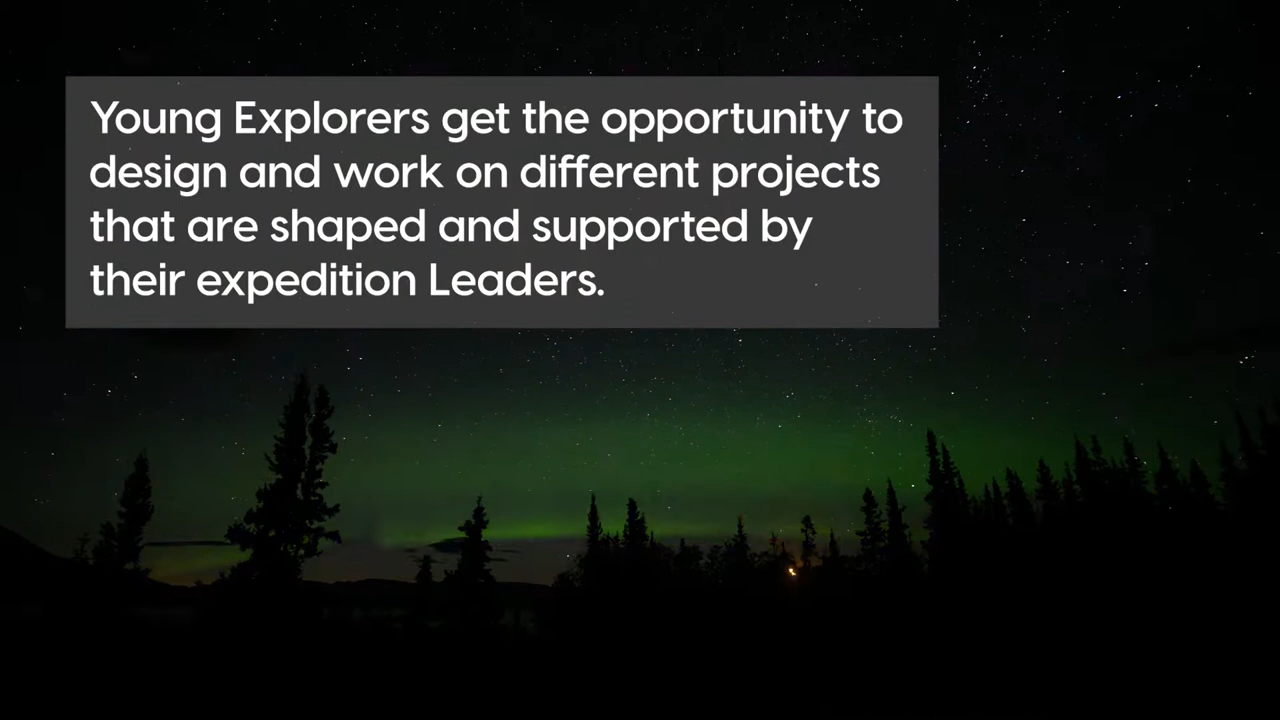 Young Explorers get the opportunity to
design and work on different projects
that are shaped and supported by
their expedition Leaders.